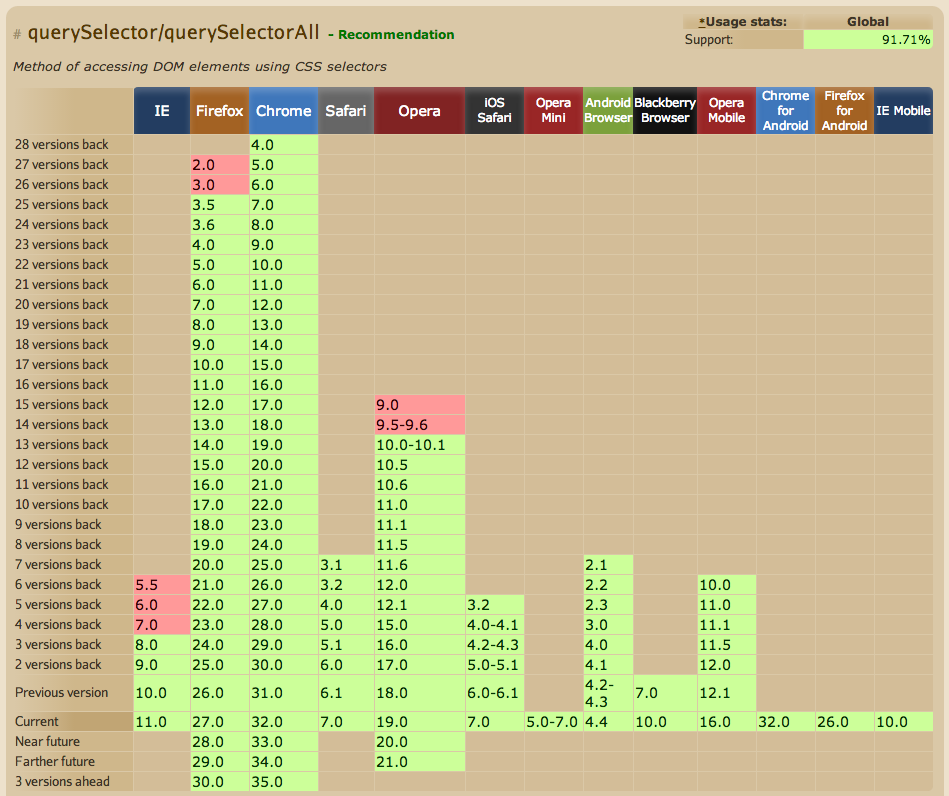 # querySelector/querySelectorAll - Recommendation
*Usage stats: Global
Support: 91.71%
Method of accessing DOM elements using CSS selectors
IE Firefox Chrome Safari Opera iOS Safari Opera Mini Android Browser Blackberry Browser Opera Mobile Chrome for Android Firefox for Android IE Mobile
28 versions back 4.0
27 versions back 2.0 5.0
26 versions back 3.0 6.0
25 versions back 3.5 7.0
24 versions back 3.6 8.0
23 versions back 4.0 9.0
22 versions back 5.0 10.0
21 versions back 6.0 11.0
20 versions back 7.0 12.0
19 versions back 8.0 13.0
18 versions back 9.0 14.0
17 versions back 10.0 15.0
16 versions back 11.0 16.0
15 versions back 12.0 17.0 9.0
14 versions back 13.0 18.0 9.5-9.6
13 versions back 14.0 19.0 10.0-10.1
12 versions back 15.0 20.0 10.5
11 versions back 16.0 21.0 10.6
10 versions back 17.0 22.0 11.0
9 versions back 18.0 23.0 11.1
8 versions back 19.0 24.0 11.5
7 versions back 20.0 25.0 3.1 11.6 2.1
6 versions back 5.5 21.0 26.0 3.2 12.0 2.2 10.0
5 versions back 6.0 22.0 27.0 4.0 12.1 3.2 2.3 11.0
4 versions back 7.0 23.0 28.0 5.0 15.0 4.0-4.1 3.0 11.1
3 versions back 8.0 24.0 29.0 5.1 16.0 4.2-4.3 4.0 11.5
2 versions back 9.0 25.0 30.0 6.0 17.0 5.0-5.1 4.1 12.0
Previous version 10.0 26.0 31.0 6.1 18.0 6.0-6.1 4.2-4.3 7.0 12.1
Current 11.0 27.0 32.0 7.0 19.0 7.0 5.0-7.0 4.4 10.0 16.0 32.0 26.0 10.0
Near future 28.0 33.0 20.0
Farther future 29.0 34.0 21.0
3 versions ahead 30.0 35.0